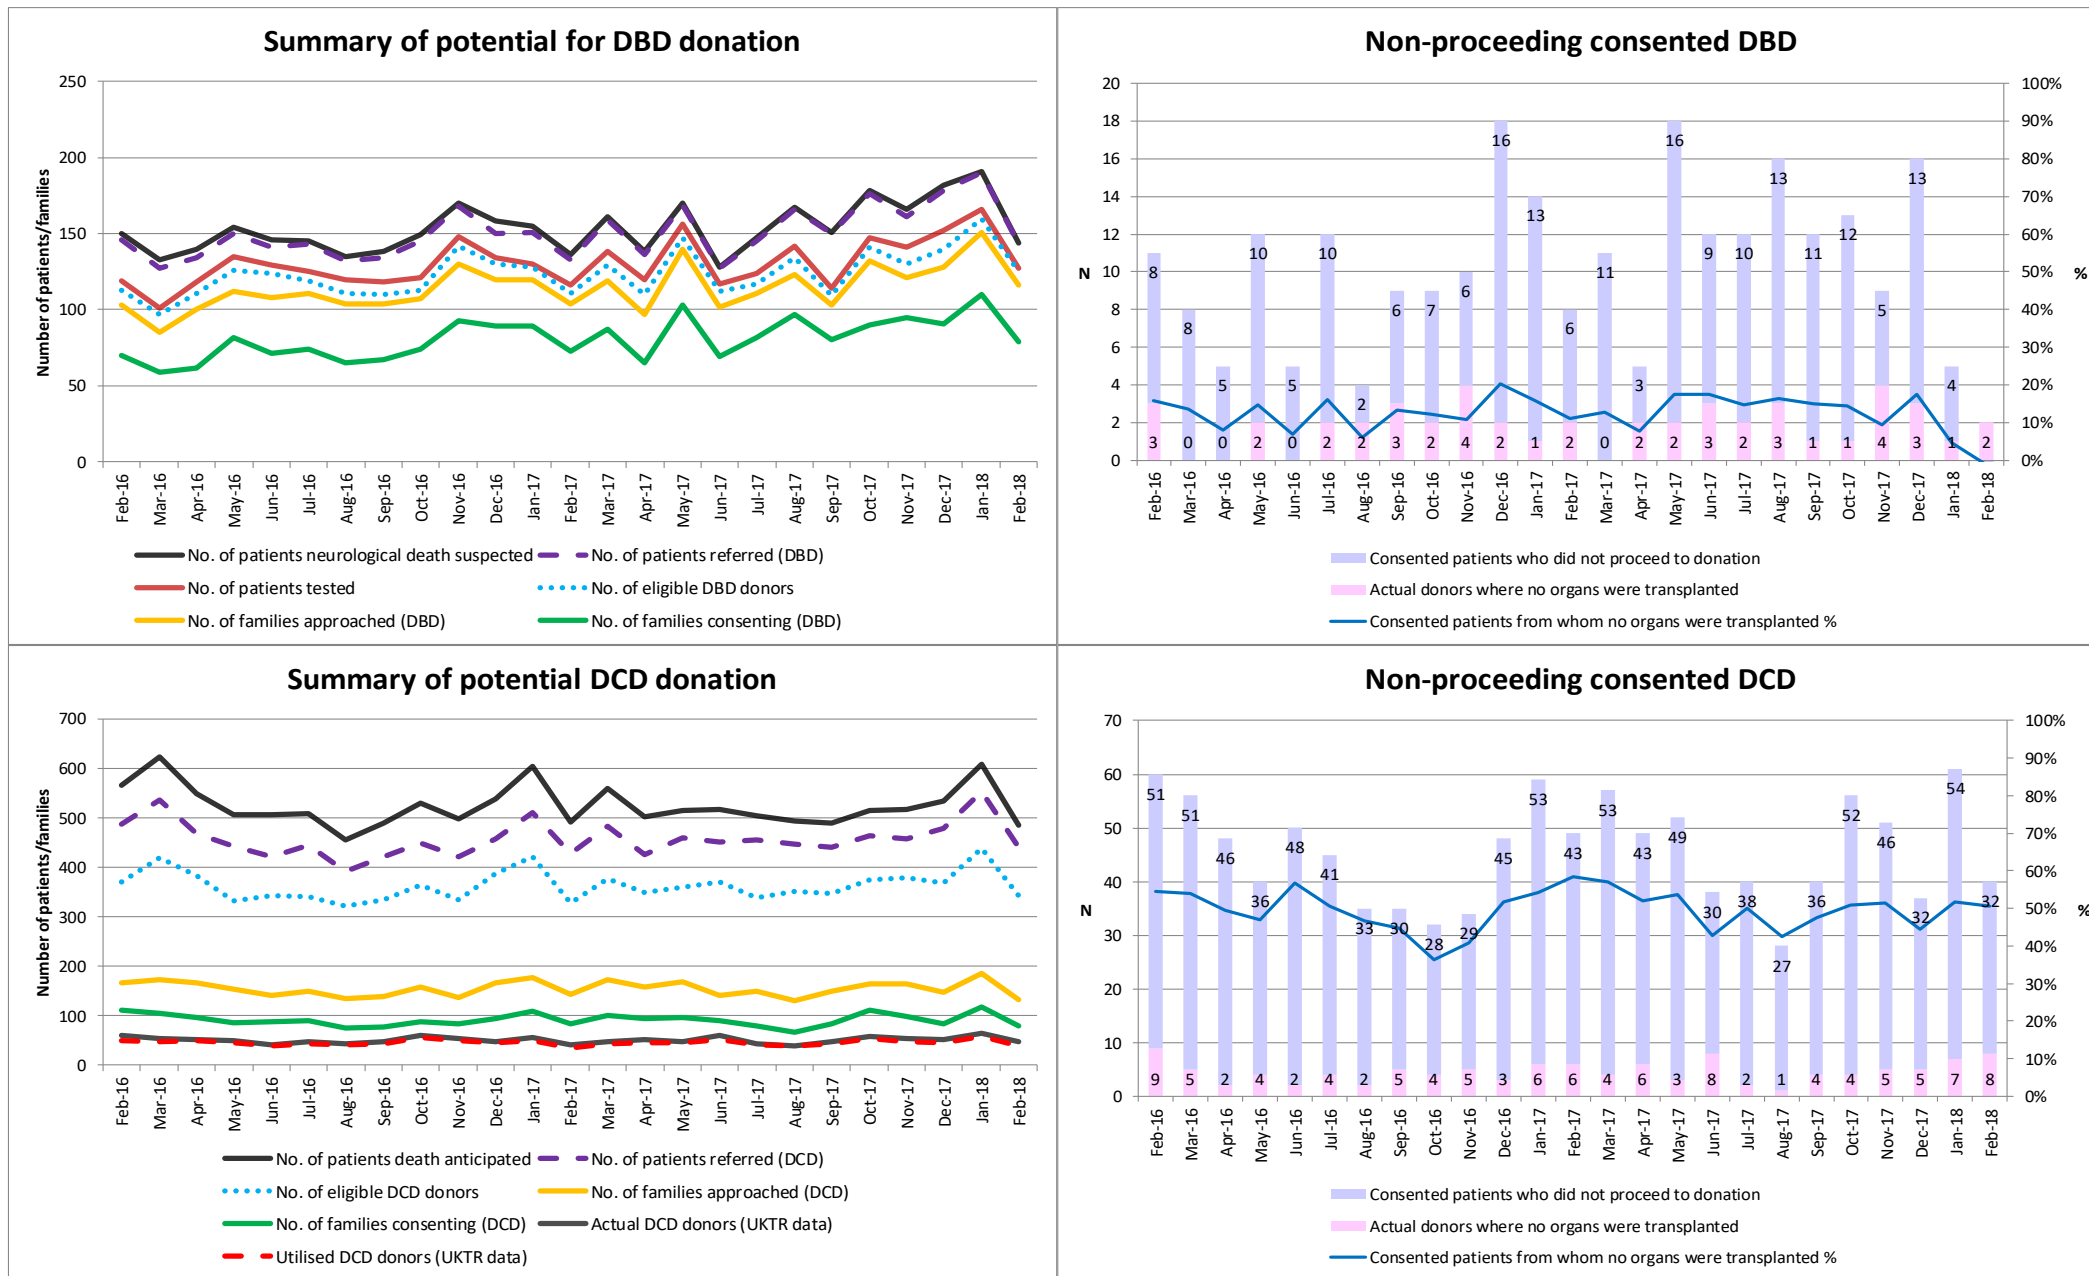 Summary of potential for DBD donation
250
200
150
100
50
0
Number of patients/families
Feb-16 Mar-16 Apr-16 May-16 Jun-16 Jul-16 Aug-16 Sep-16 Oct-16 Nov-16 Dec-16 Jan-17 Feb-17 Mar-17 Apr-17 May-17 Jun-17 Jul-17 Aug-17 Sep-17 Oct-17 Nov-17 Dec-17 Jan-18 Feb-18
No. of patients neurological death suspected No. of patients referred (DBD)
No. of patients tested No. of eligible DBD donors
No. of families approached (DBD) No. of families consenting (DBD)
Non-proceeding consented DBD
20 100%
18 90%
16 80%
14 70%
12 60%
10 50%
8 40%
6 30%
4 20%
2 10%
0 0%
N
%
8 8 5 10 5 10 2 6 7 6 16 13 6 11 3 16 9 10 13 11 12 5 13 4
3 0 0 2 0 2 2 3 2 4 2 1 2 0 2 2 3 2 3 1 1 4 3 1 2
Feb-16 Mar-16 Apr-16 May-16 Jun-16 Jul-16 Aug-16 Sep-16 Oct-16 Nov-16 Dec-16 Jan-17 Feb-17 Mar-17 Apr-17 May-17 Jun-17 Jul-17 Aug-17 Sep-17 Oct-17 Nov-17 Dec-17 Jan-18 Feb-18
Consented patients who did not proceed to donation
Actual donors where no organs were transplanted
Consented patients from whom no organs were transplanted %
Summary of potential DCD donation
700
600
500
400
300
200
100
0
Number of patients/families
Feb-16 Mar-16 Apr-16 May-16 Jun-16 Jul-16 Aug-16 Sep-16 Oct-16 Nov-16 Dec-16 Jan-17 Feb-17 Mar-17 Apr-17 May-17 Jun-17 Jul-17 Aug-17 Sep-17 Oct-17 Nov-17 Dec-17 Jan-18 Feb-18
No. of patients death anticipated No. of patients referred (DCD)
No. of eligible DCD donors No. of families approached (DCD)
No. of families consenting (DCD) Actual DCD donors (UKTR data)
Utilised DCD donors (UKTR data)
Non-proceeding consented DCD
70 100%
60 90%
50 80%
40 70%
30 60%
20 50%
10 40%
0 30%
20%
10%
0%
N
%
51 51 46 36 48 41 33 30 28 29 45 53 43 53 43 49 30 38 27 36 52 46 32 54 32
9 5 2 4 2 4 2 5 4 5 3 6 6 4 6 3 8 2 1 4 4 5 5 7 8
Feb-16 Mar-16 Apr-16 May-16 Jun-16 Jul-16 Aug-16 Sep-16 Oct-16 Nov-16 Dec-16 Jan-17 Feb-17 Mar-17 Apr-17 May-17 Jun-17 Jul-17 Aug-17 Sep-17 Oct-17 Nov-17 Dec-17 Jan-18 Feb-18
Consented patients who did not proceed to donation
Actual donors where no organs were transplanted
Consented patients from whom no organs were transplanted %